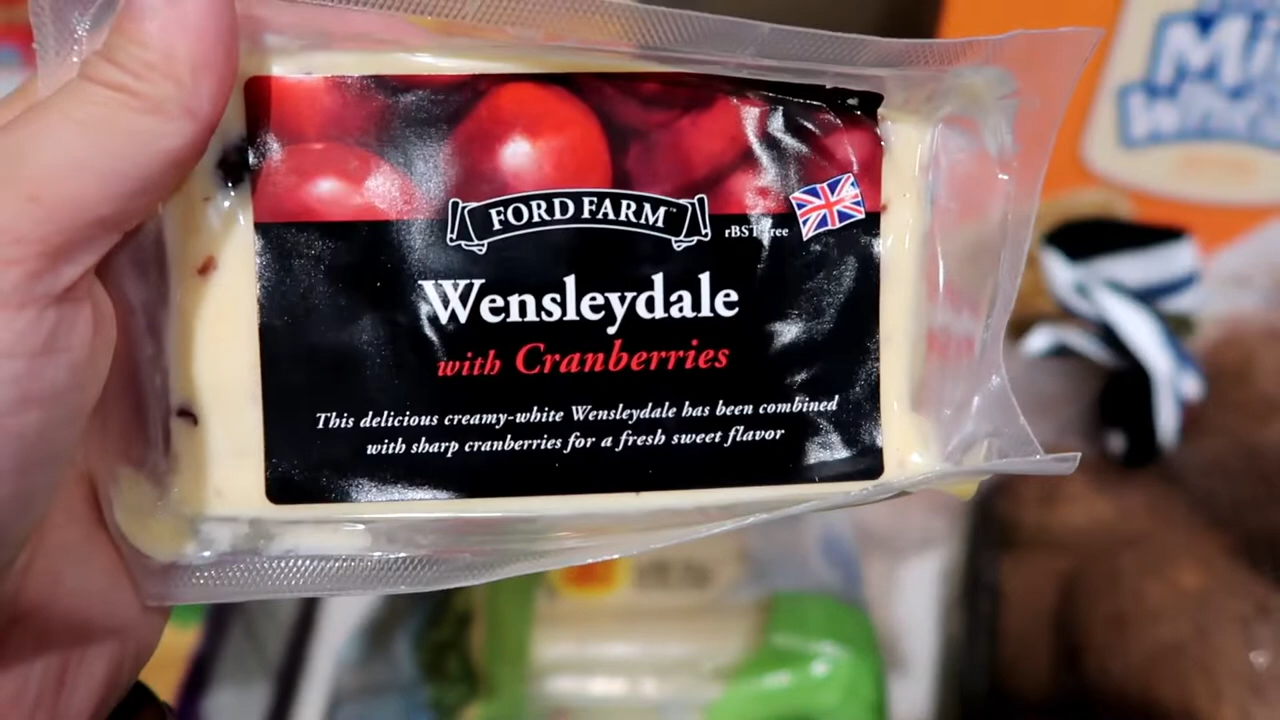 FORD FARM™
rBST free
Wensleydale
with Cranberries
This delicious creamy-white Wensleydale has been combined
with sharp cranberries for a fresh sweet flavor